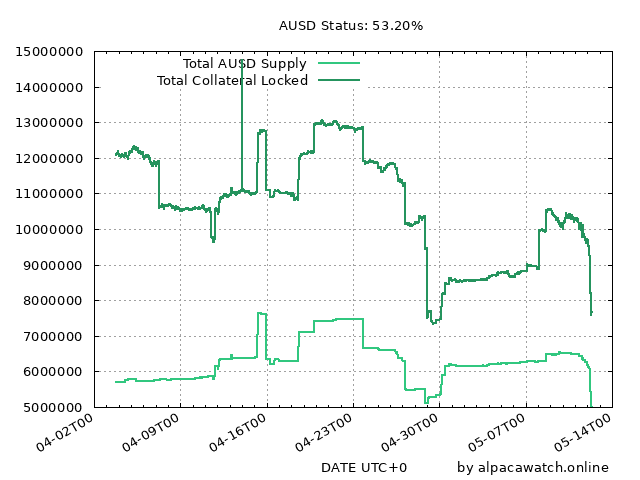 AUSD Status: 53.20%
15000000
14000000
13000000
12000000
11000000
10000000
9000000
8000000
7000000
6000000
5000000
Total AUSD Supply
Total Collateral Locked
04-02T00
04-09T00
04-16T00
04-23T00
04-30T00
05-07T00
05-14T00
DATE UTC+0
by alpacawatch.online